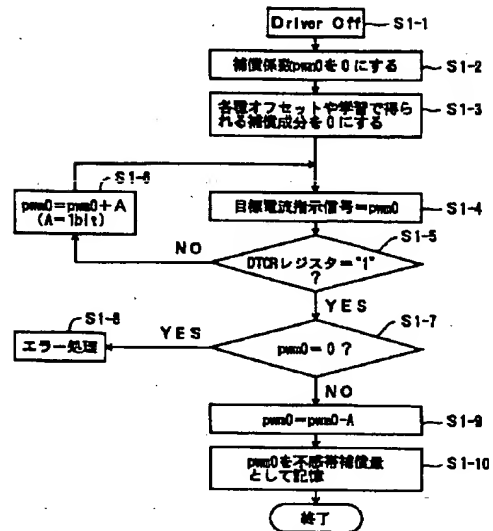 Driver Off
S1-1
補償係数pwm0を0にする
S1-2
各種オフセットや学習で得ら
れる補償成分を0にする
S1-3
S1-6
pwm0=pwm0+A
(A=1bit)
目標電流指示信号=pwm0
S1-4
S1-5
NO
DTCRレジスタ="1"
?
YES
S1-8
YES
S1-7
エラー処理
pwm0=0?
NO
pwm0=pwm0-A
S1-9
pwm0を不感帯補償量
として記憶
S1-10
終了